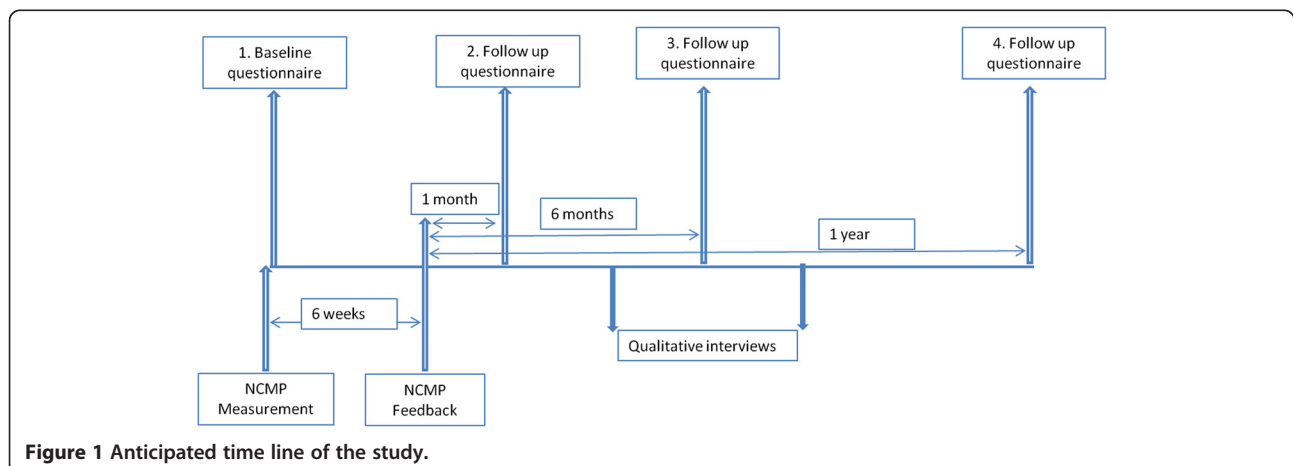 1. Baseline
questionnaire
2. Follow up
questionnaire
3. Follow up
questionnaire
4. Follow up
questionnaire
1 month
6 months
1 year
6 weeks
Qualitative interviews
NCMP
Measurement
NCMP
Feedback
Figure 1 Anticipated time line of the study.